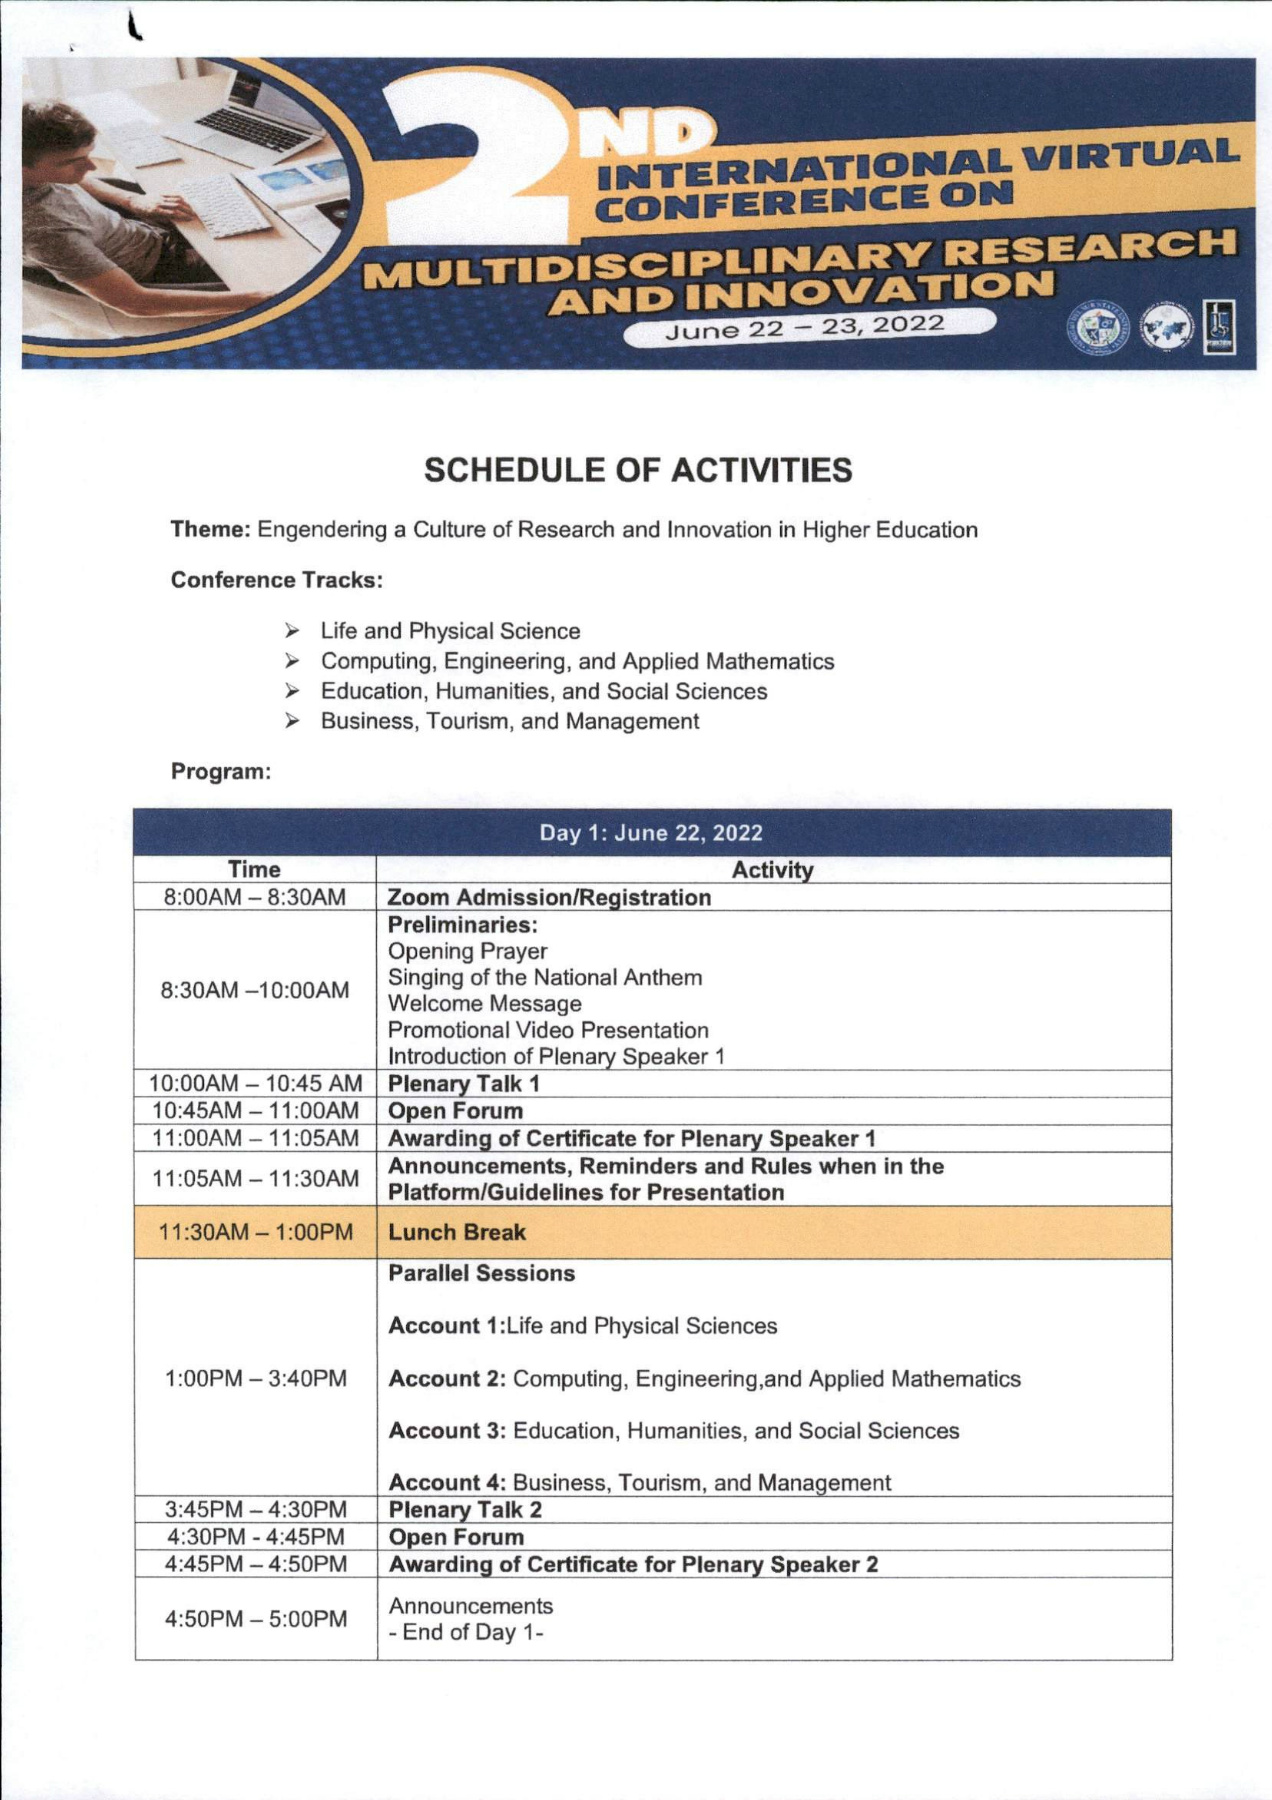 2ND
INTERNATIONAL VIRTUAL
CONFERENCE ON
MULTIDISCIPLINARY RESEARCH
AND INNOVATION
June 22 – 23, 2022
SCHEDULE OF ACTIVITIES
Theme: Engendering a Culture of Research and Innovation in Higher Education
Conference Tracks:
➢ Life and Physical Science
➢ Computing, Engineering, and Applied Mathematics
➢ Education, Humanities, and Social Sciences
➢ Business, Tourism, and Management
Program:
Day 1: June 22, 2022
Time Activity
8:00AM – 8:30AM Zoom Admission/Registration
Preliminaries:
Opening Prayer
Singing of the National Anthem
8:30AM –10:00AM
Welcome Message
Promotional Video Presentation
Introduction of Plenary Speaker 1
10:00AM – 10:45 AM Plenary Talk 1
10:45AM – 11:00AM Open Forum
11:00AM – 11:05AM Awarding of Certificate for Plenary Speaker 1
11:05AM – 11:30AM Announcements, Reminders and Rules when in the
Platform/Guidelines for Presentation
11:30AM – 1:00PM Lunch Break
Parallel Sessions
Account 1:Life and Physical Sciences
1:00PM – 3:40PM Account 2: Computing, Engineering,and Applied Mathematics
Account 3: Education, Humanities, and Social Sciences
Account 4: Business, Tourism, and Management
3:45PM – 4:30PM Plenary Talk 2
4:30PM - 4:45PM Open Forum
4:45PM – 4:50PM Awarding of Certificate for Plenary Speaker 2
4:50PM – 5:00PM Announcements
- End of Day 1-